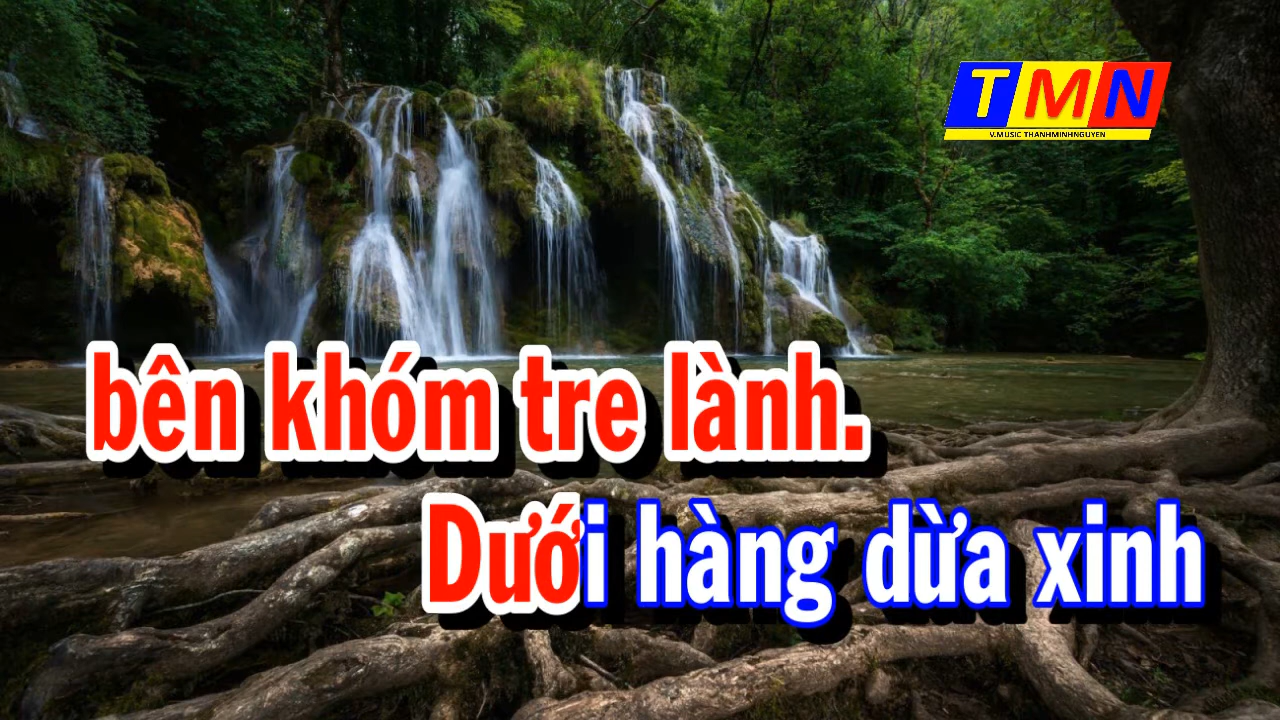 TMN
V.MUSIC THANHMINHNGUYEN
bên khóm tre lành.
Dưới hàng dừa xinh